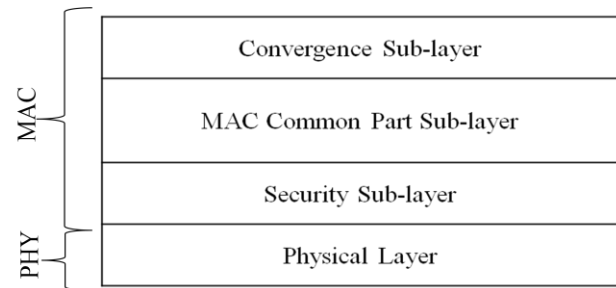 Convergence Sub-layer
MAC Common Part Sub-layer
Security Sub-layer
Physical Layer
MAC
PHY